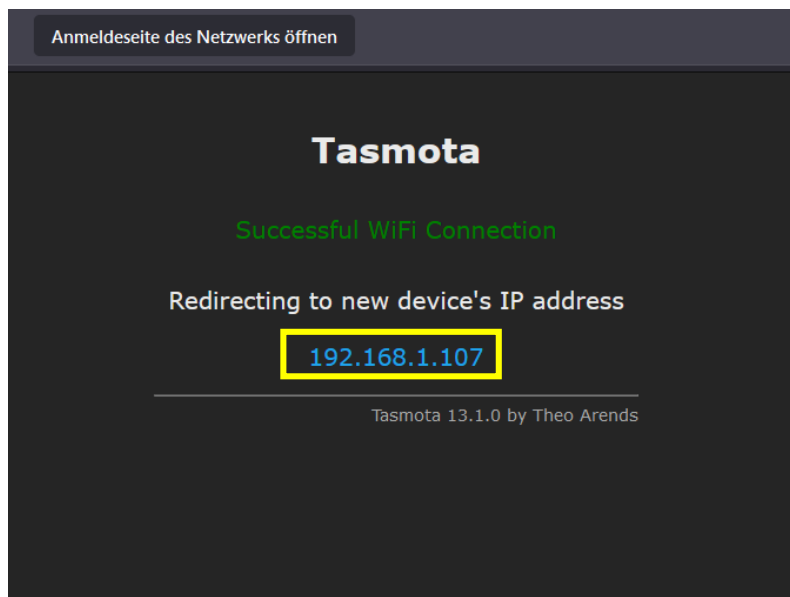 Anmeldeseite des Netzwerks öffnen
Tasmota
Successful WiFi Connection
Redirecting to new device's IP address
192.168.1.107
Tasmota 13.1.0 by Theo Arends